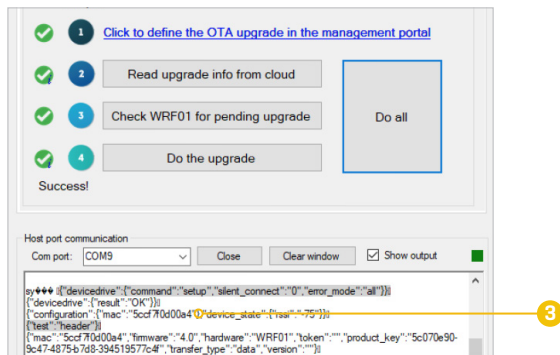 1 Click to define the OTA upgrade in the management portal
2 Read upgrade info from cloud
3 Check WRF01 for pending upgrade
Do all
4 Do the upgrade
Success!
Host port communication
Com port: COM9 Close Clear window Show output
sy��� {"devicedrive":{"command":"setup","silent_connect":"0","error_mode":"all"}}
{"devicedrive":{"result":"OK"}}
{"configuration":{"mac":"5ccf7f0d00a4"},"device_state":{"rssi":"-75"}}
3
{"test":"header"}
{"mac":"5ccf7f0d00a4","firmware":"4.0","hardware":"WRF01","token":"","product_key":"5c070e90-
9c47-4875-b7d8-394519577c4f","transfer_type":"data","version":""}